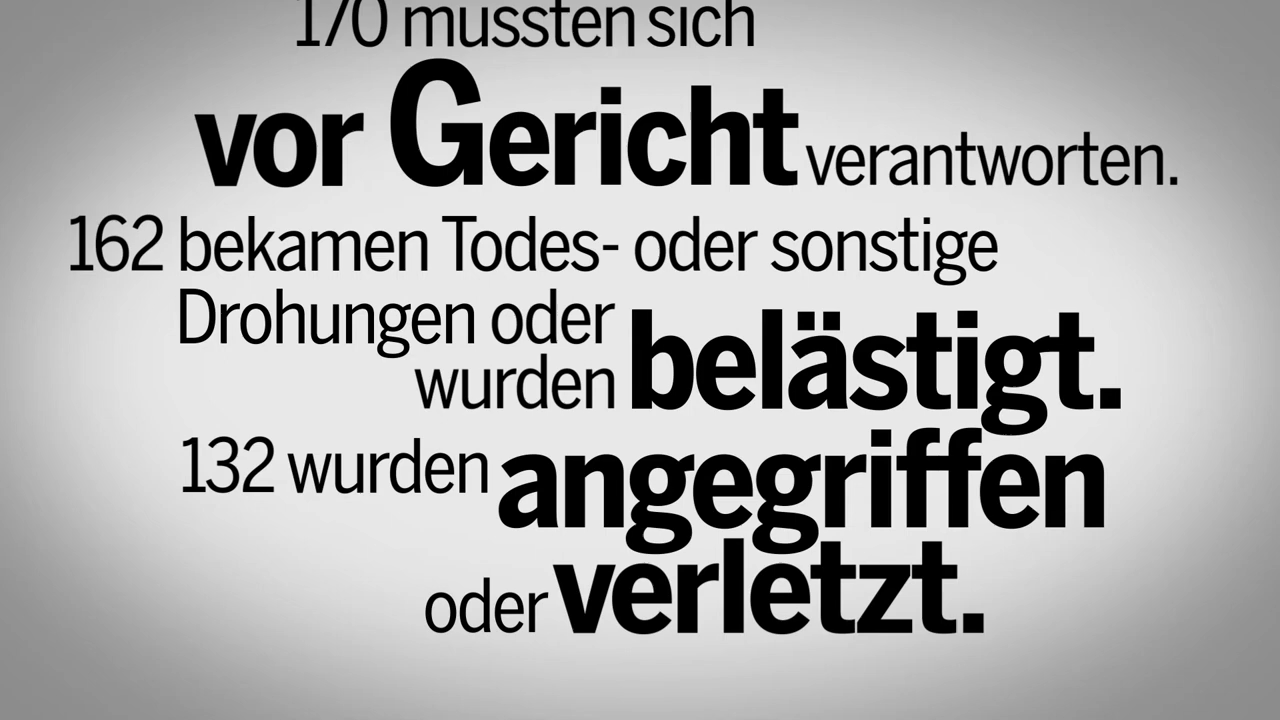 170 mussten sich
vor Gericht verantworten.
162 bekamen Todes- oder sonstige
Drohungen oder
wurden belästigt.
132 wurden angegriffen
oder verletzt.